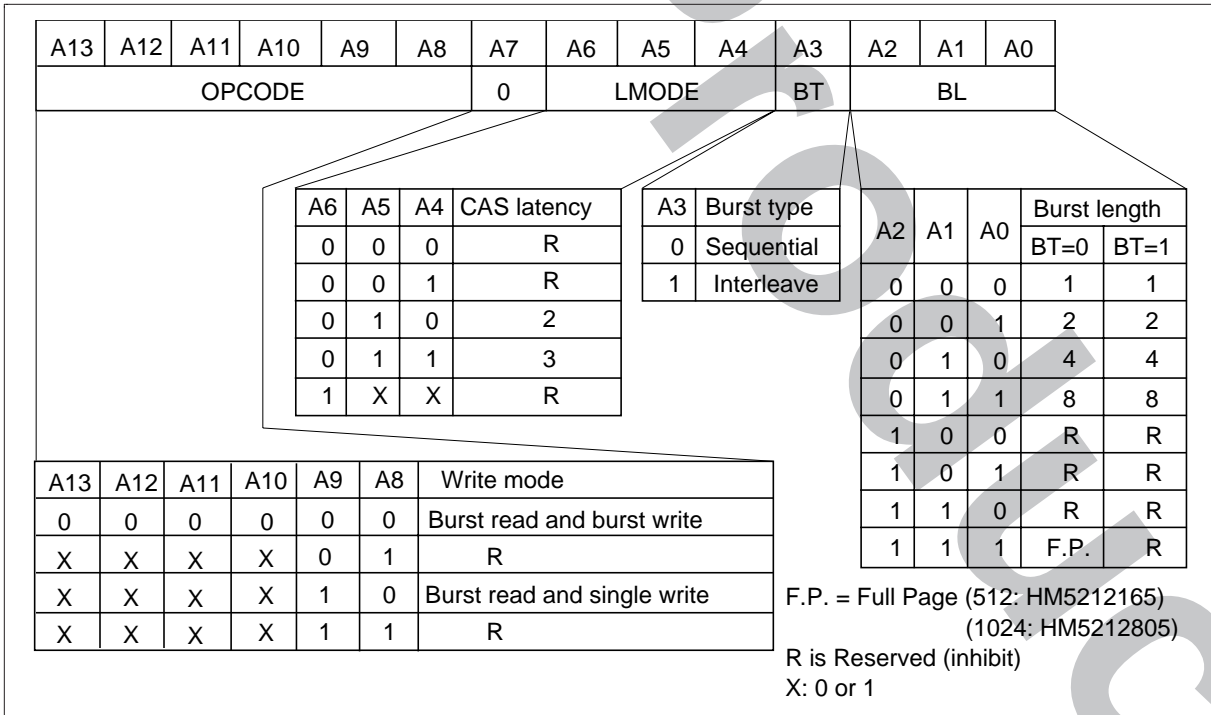 A13 A12 A11 A10 A9 A8 A7 A6 A5 A4 A3 A2 A1 A0
OPCODE 0 LMODE BT BL
A6 A5 A4 CAS latency
0 0 0 R
0 0 1 R
0 1 0 2
0 1 1 3
1 X X R
A3 Burst type
0 Sequential
1 Interleave
A2 A1 A0 Burst length
BT=0 BT=1
0 0 0 1 1
0 0 1 2 2
0 1 0 4 4
0 1 1 8 8
1 0 0 R R
1 0 1 R R
1 1 0 R R
1 1 1 F.P. R
A13 A12 A11 A10 A9 A8 Write mode
0 0 0 0 0 0 Burst read and burst write
X X X X 0 1 R
X X X X 1 0 Burst read and single write
X X X X 1 1 R
F.P. = Full Page (512: HM5212165)
(1024: HM5212805)
R is Reserved (inhibit)
X: 0 or 1